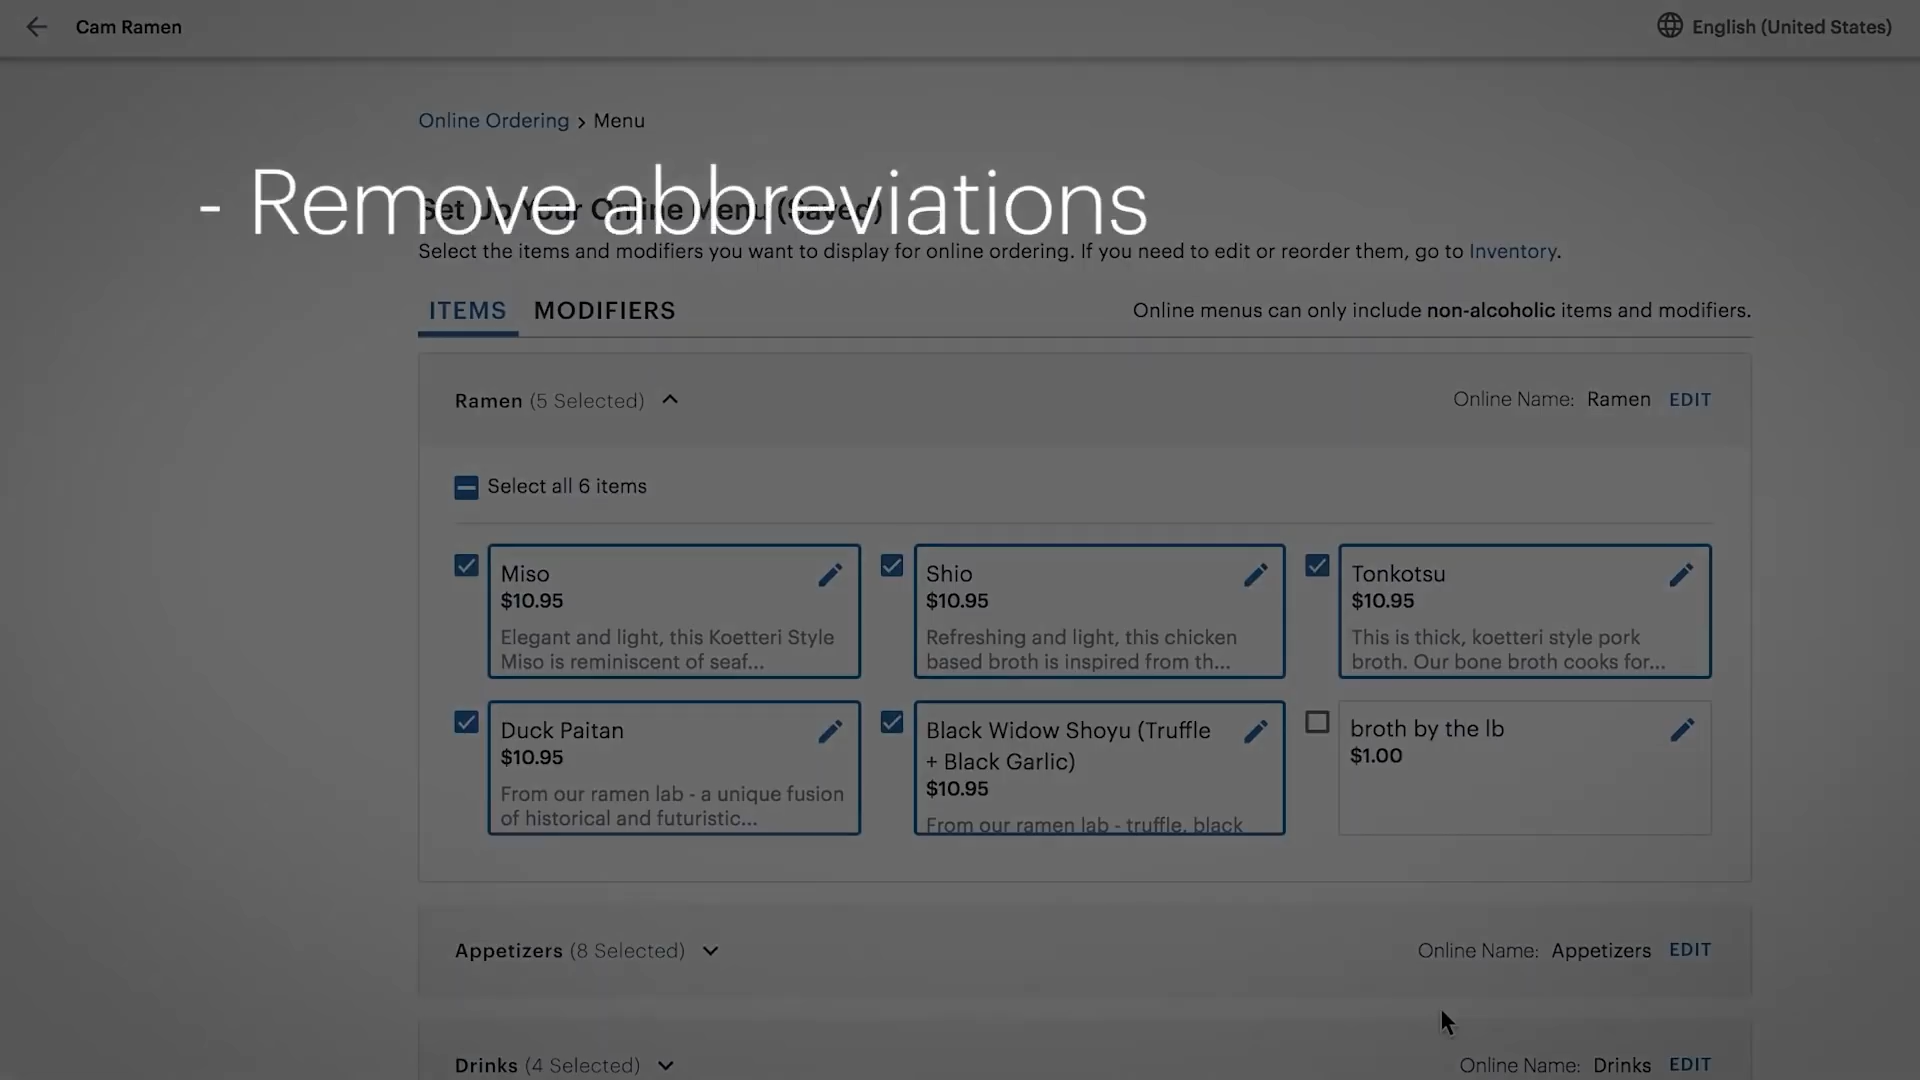 Cam Ramen
English (United States)
Online Ordering > Menu
- Remove abbreviations
Set Up Your Online Menu (Saved)
Select the items and modifiers you want to display for online ordering. If you need to edit or reorder them, go to Inventory.
ITEMS MODIFIERS
Online menus can only include non-alcoholic items and modifiers.
Ramen (5 Selected)
Online Name: Ramen EDIT
Select all 6 items
Miso
$10.95
Elegant and light, this Koetteri Style
Miso is reminiscent of seaf...
Shio
$10.95
Refreshing and light, this chicken
based broth is inspired from th...
Tonkotsu
$10.95
This is thick, koetteri style pork
broth. Our bone broth cooks for...
Duck Paitan
$10.95
From our ramen lab - a unique fusion
of historical and futuristic...
Black Widow Shoyu (Truffle
+ Black Garlic)
$10.95
From our ramen lab - truffle, black
broth by the lb
$1.00
Appetizers (8 Selected)
Online Name: Appetizers EDIT
Drinks (4 Selected)
Online Name: Drinks EDIT